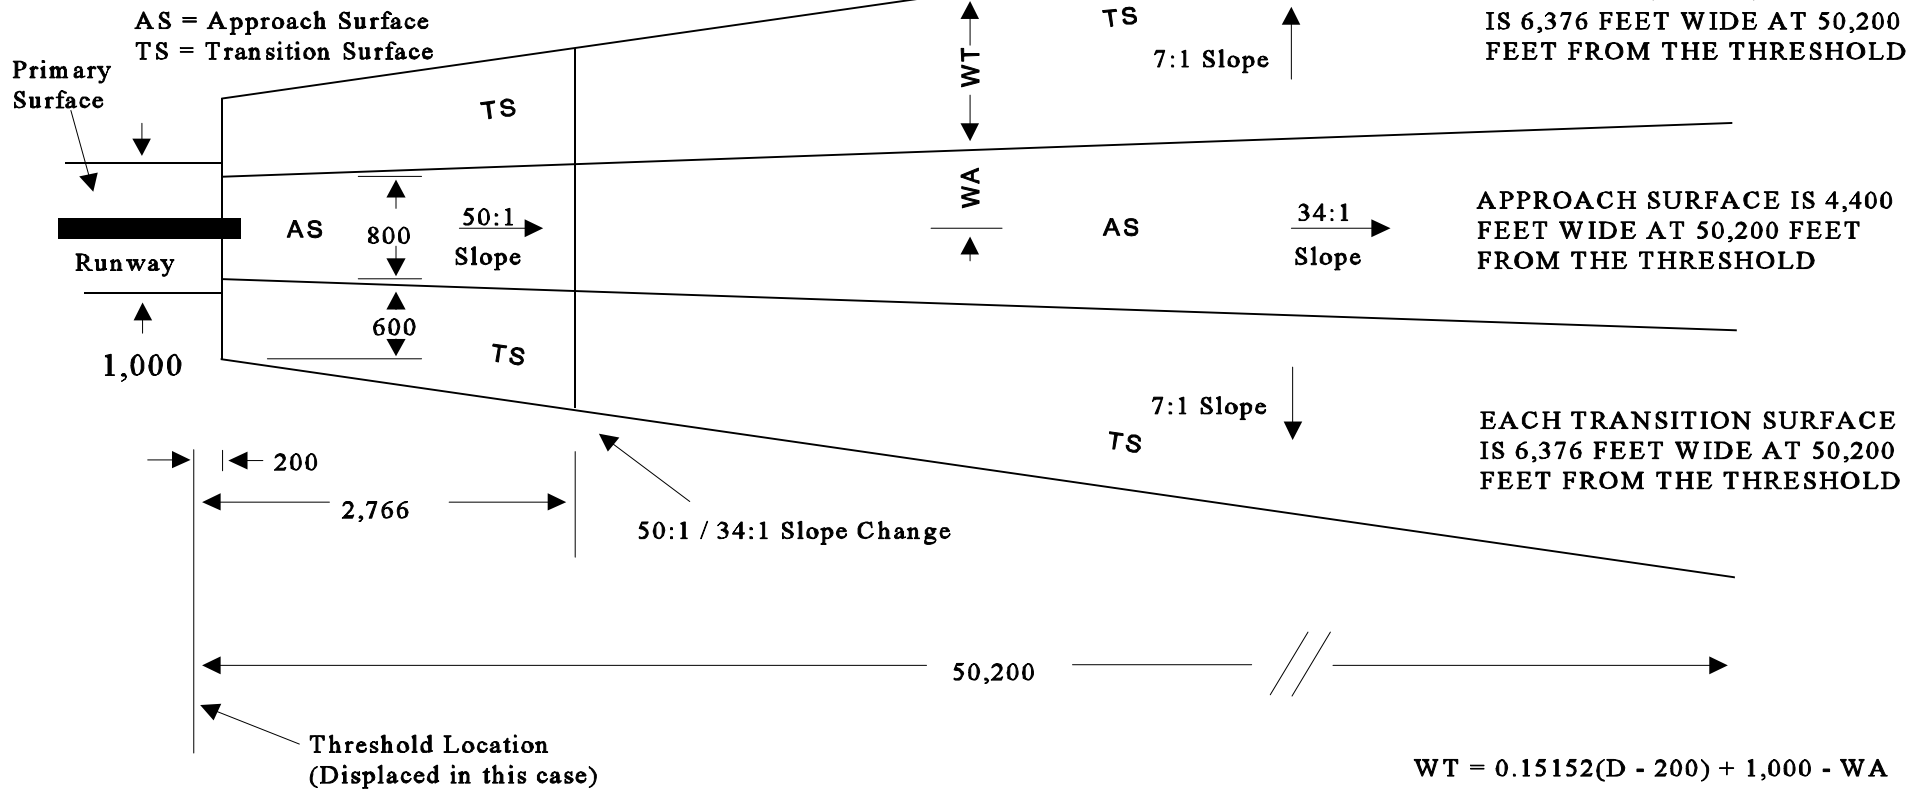 AS = Approach Surface
TS = Transition Surface
Primary
Surface
TS
7:1 Slope
IS 6,376 FEET WIDE AT 50,200
FEET FROM THE THRESHOLD
WT
TS
WA
AS
800
50:1
Slope
AS
34:1
Slope
APPROACH SURFACE IS 4,400
FEET WIDE AT 50,200 FEET
FROM THE THRESHOLD
Runway
1,000
600
TS
7:1 Slope
TS
EACH TRANSITION SURFACE
IS 6,376 FEET WIDE AT 50,200
FEET FROM THE THRESHOLD
200
2,766
50:1 / 34:1 Slope Change
50,200
Threshold Location
(Displaced in this case)
WT = 0.15152(D - 200) + 1,000 - WA